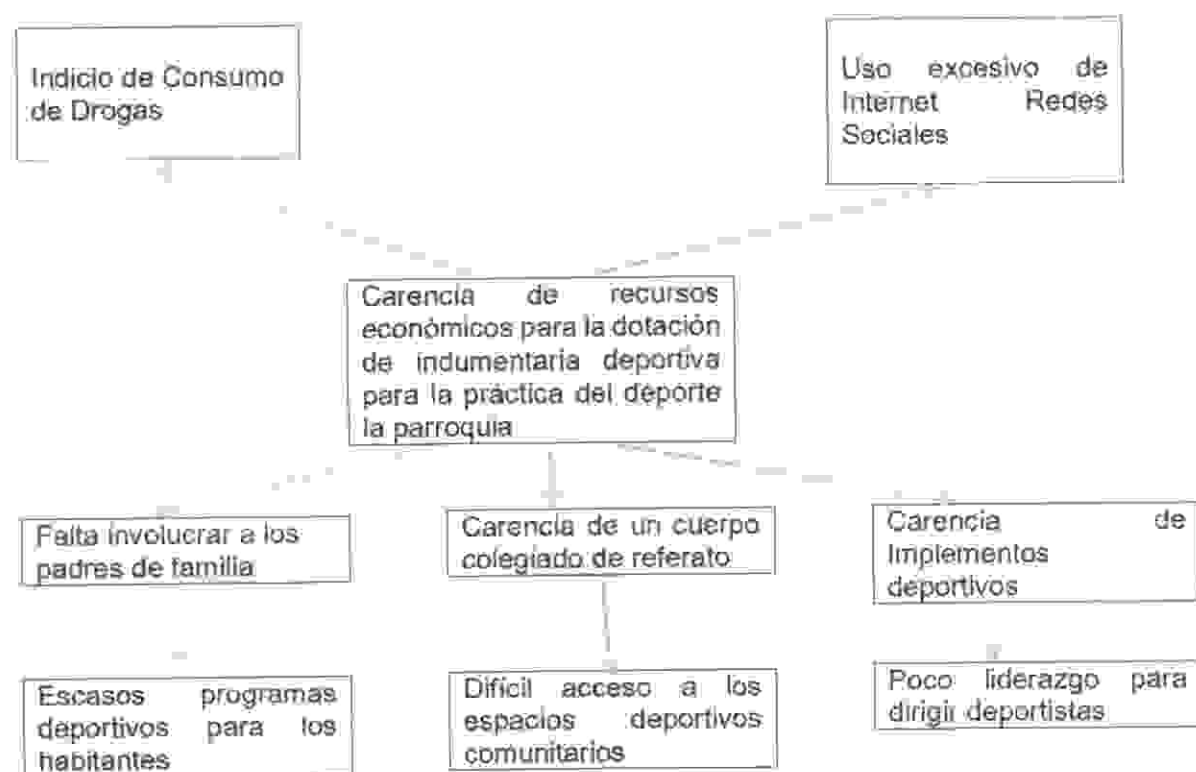 Indicio de Consumo
de Drogas
Uso excesivo de
Internet Redes
Sociales
Carencia de recursos
económicos para la dotación
de indumentaria deportiva
para la práctica del deporte
la parroquia
Falta involucrar a los
padres de familia
Carencia de un cuerpo
colegiado de referato
Carencia de
Implementos
deportivos
Escasos programas
deportivos para los
habitantes
Difícil acceso a los
espacios deportivos
comunitarios
Poco liderazgo para
dirigir deportistas